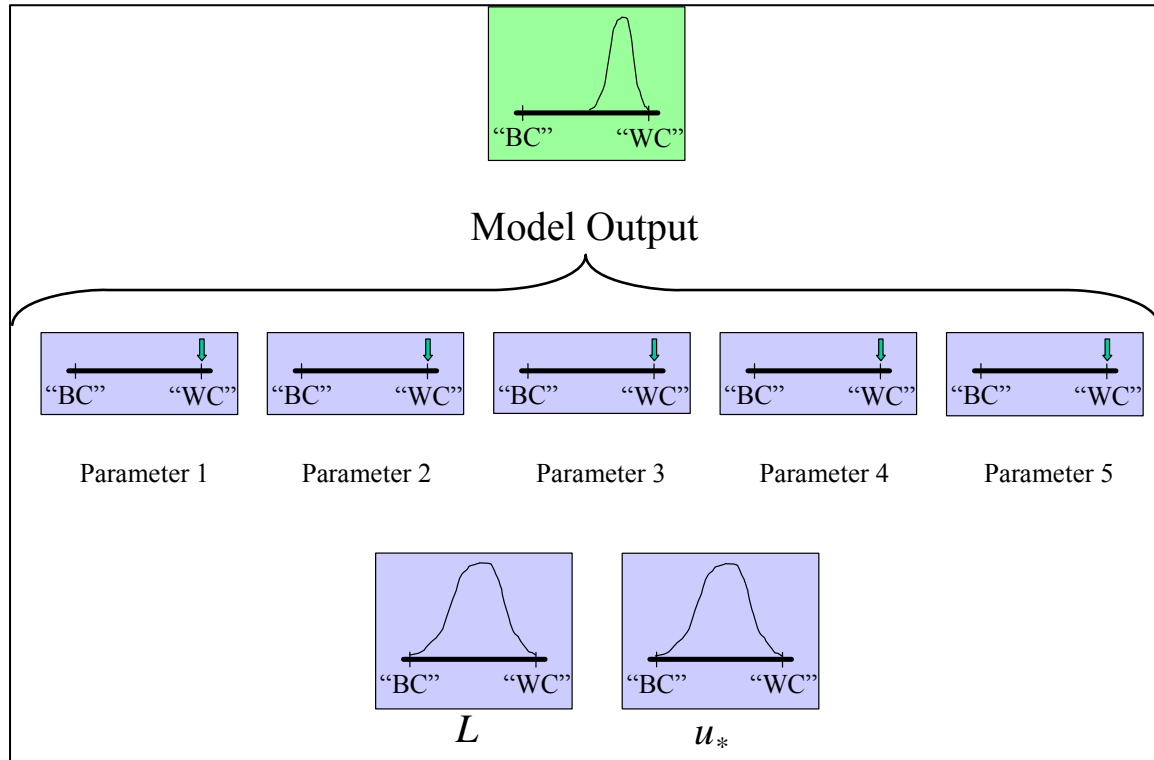 “BC” “WC”
Model Output
“BC” “WC” “BC” “WC” “BC” “WC” “BC” “WC” “BC” “WC”
Parameter 1 Parameter 2 Parameter 3 Parameter 4 Parameter 5
“BC” “WC” “BC” “WC”
L u*